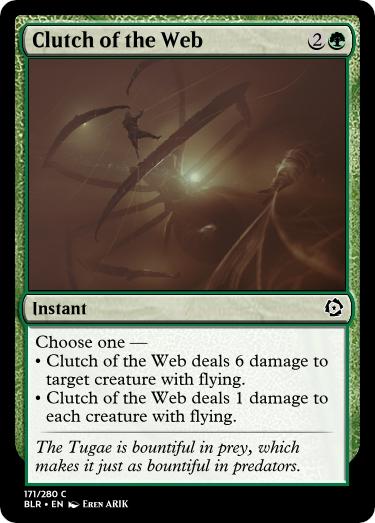 Clutch of the Web 2
Instant
Choose one —
• Clutch of the Web deals 6 damage to
target creature with flying.
• Clutch of the Web deals 1 damage to
each creature with flying.
The Tugae is bountiful in prey, which
makes it just as bountiful in predators.
171/280 C
BLR • EN Eren ARIK